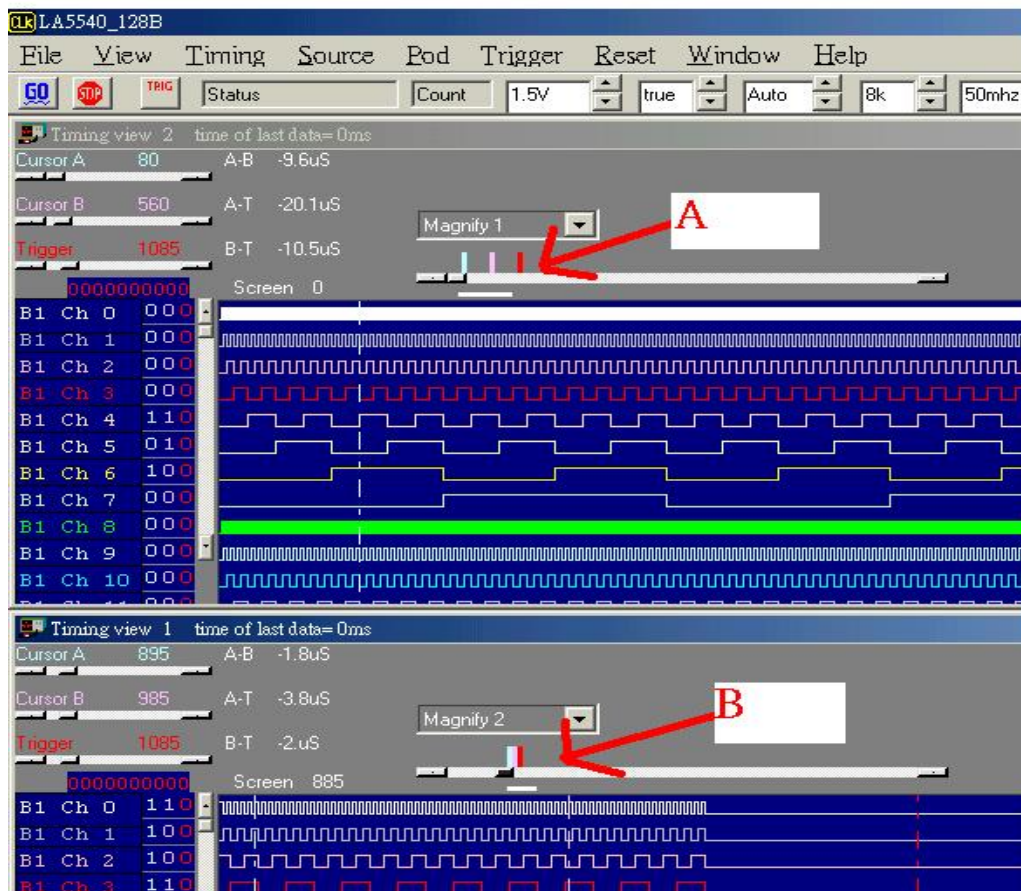 CLK LA5540_128B
File View Timing Source Pod Trigger Reset Window Help
GO STOP TRIG Status Count 1.5V true Auto 8k 50mhz
Timing view 2 time of last data=0ms
Cursor A 80 A-B -9.6uS
Cursor B 560 A-T -20.1uS
Magnify 1
A
Trigger 1085 B-T -10.5uS
0000000000 Screen 0
B1 Ch 0 000
B1 Ch 1 000
B1 Ch 2 000
B1 Ch 3 000
B1 Ch 4 110
B1 Ch 5 010
B1 Ch 6 100
B1 Ch 7 000
B1 Ch 8 000
B1 Ch 9 000
B1 Ch 10 000
Timing view 1 time of last data=0ms
Cursor A 895 A-B -1.8uS
Cursor B 985 A-T -3.8uS
Magnify 2
B
Trigger 1085 B-T -2.uS
0000000000 Screen 885
B1 Ch 0 110
B1 Ch 1 100
B1 Ch 2 100
B1 Ch 3 110